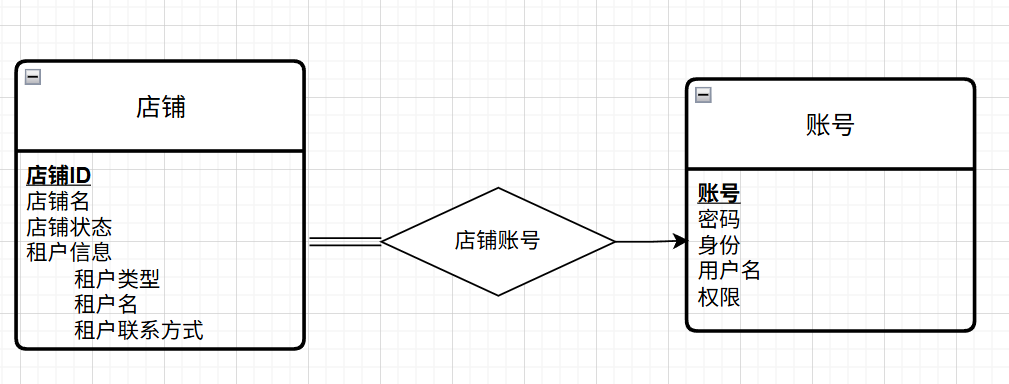 店铺
店铺ID
店铺名
店铺状态
租户信息
租户类型
租户名
租户联系方式
店铺账号
账号
账号
密码
身份
用户名
权限